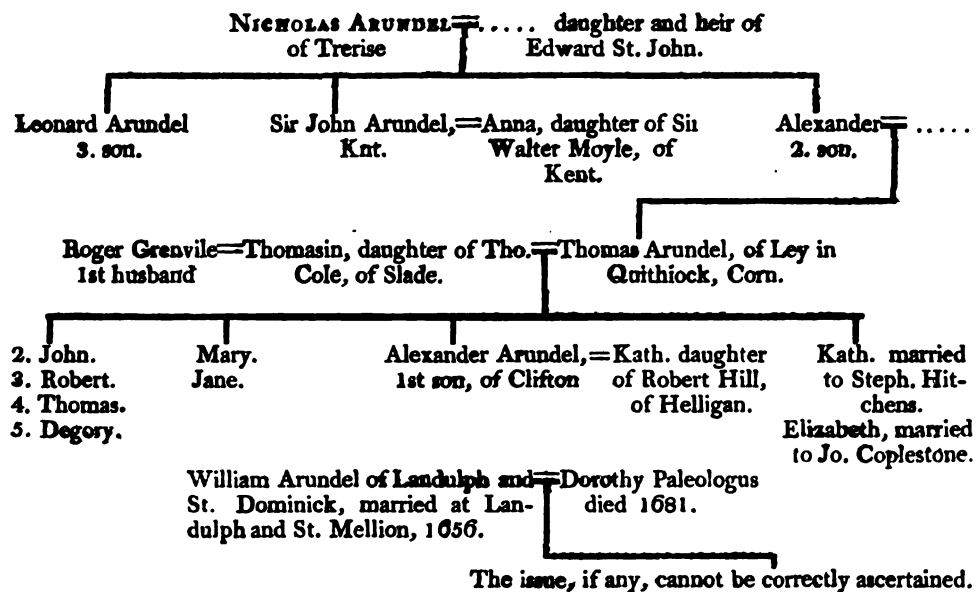 NICHOLAS ARUNDEL = ..... daughter and heir of
of Trerise Edward St. John.
Leonard Arundel Sir John Arundel, = Anna, daughter of Sir Alexander = .....
3. son. Knt. Walter Moyle, of 2. son.
Kent.
Roger Grenvile = Thomasin, daughter of Tho. = Thomas Arundel, of Ley in
1st husband Cole, of Slade. Quithiock, Corn.
2. John. Mary. Alexander Arundel, = Kath. daughter Kath. married
3. Robert. Jane. 1st son, of Clifton of Robert Hill, to Steph. Hit-
4. Thomas. of Helligan. chens.
5. Degory. Elizabeth, married
to Jo. Coplestone.
William Arundel of Landulph and = Dorothy Paleologus
St. Dominick, married at Lan- died 1681.
dulph and St. Mellion, 1656.
The issue, if any, cannot be correctly ascertained.